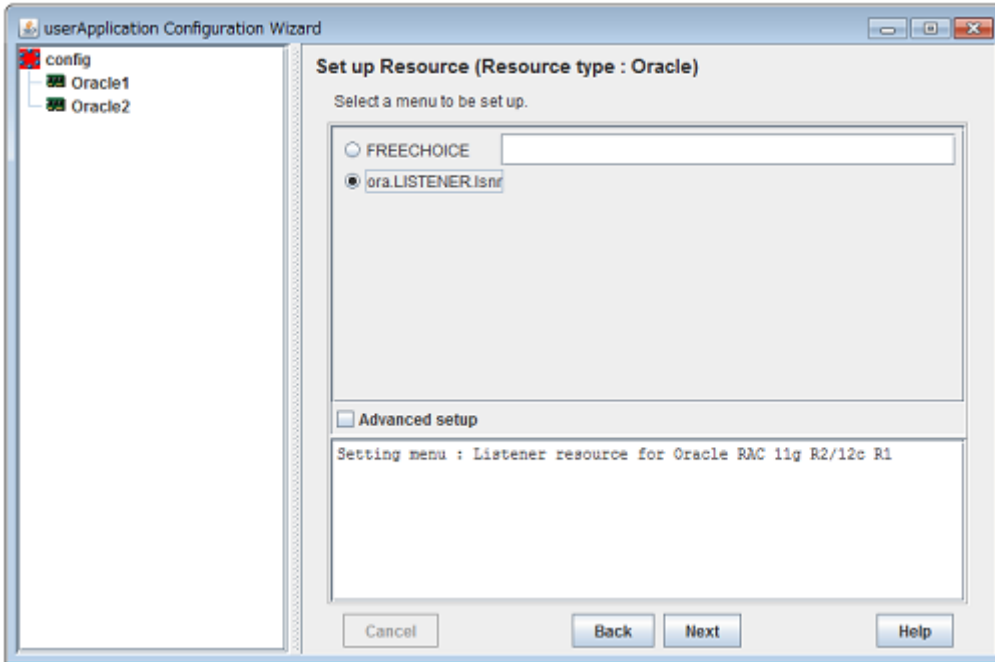 userApplication Configuration Wizard
config
Oracle1
Oracle2
Set up Resource (Resource type : Oracle)
Select a menu to be set up.
FREECHOICE
ora.LISTENER.lsnr
Advanced setup
Setting menu : Listener resource for Oracle RAC 11g R2/12c R1
Cancel
Back
Next
Help